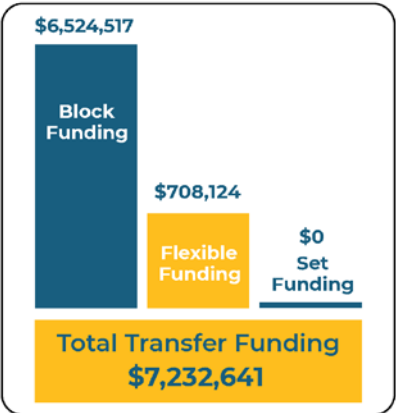 $6,524,517
Block
Funding
$708,124
Flexible
Funding
$0
Set
Funding
Total Transfer Funding
$7,232,641